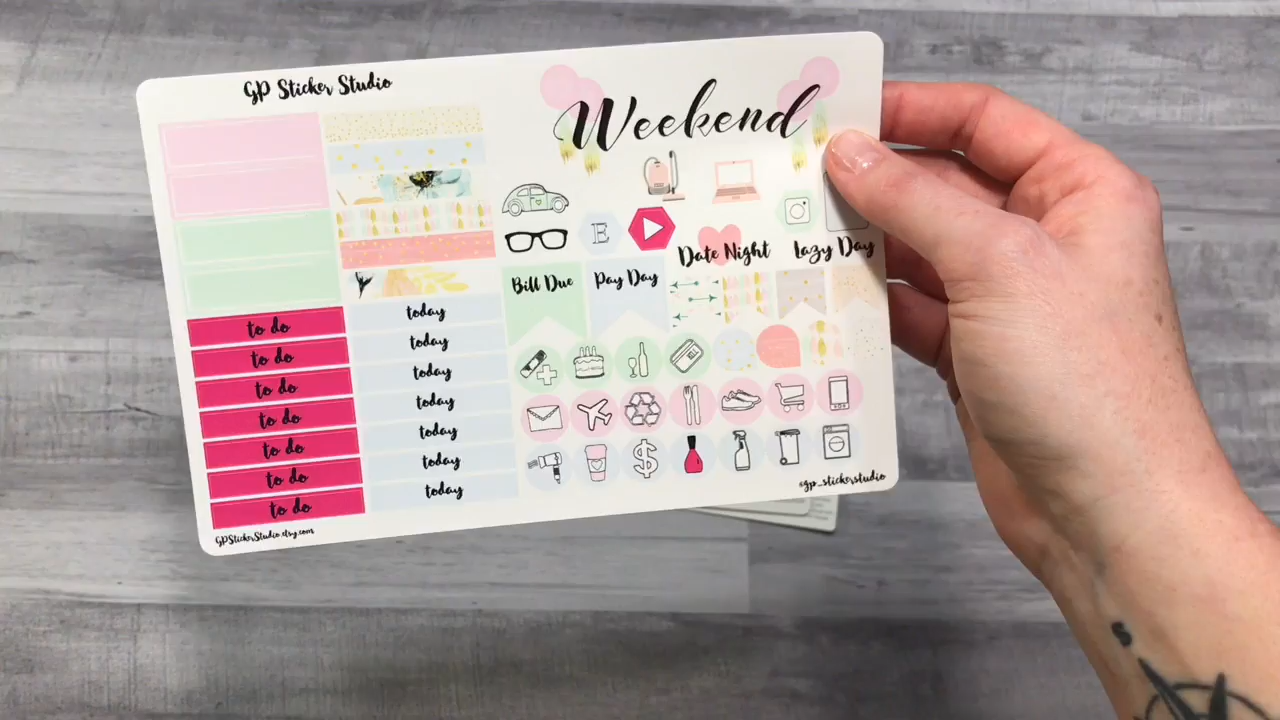 GP Sticker Studio
Weekend
E
Date Night
Lazy Day
Bill Due
Pay Day
to do
to do
to do
to do
to do
to do
to do
today
today
today
today
today
today
today
$
GPStickerStudio.etsy.com
@gp_stickerstudio
S